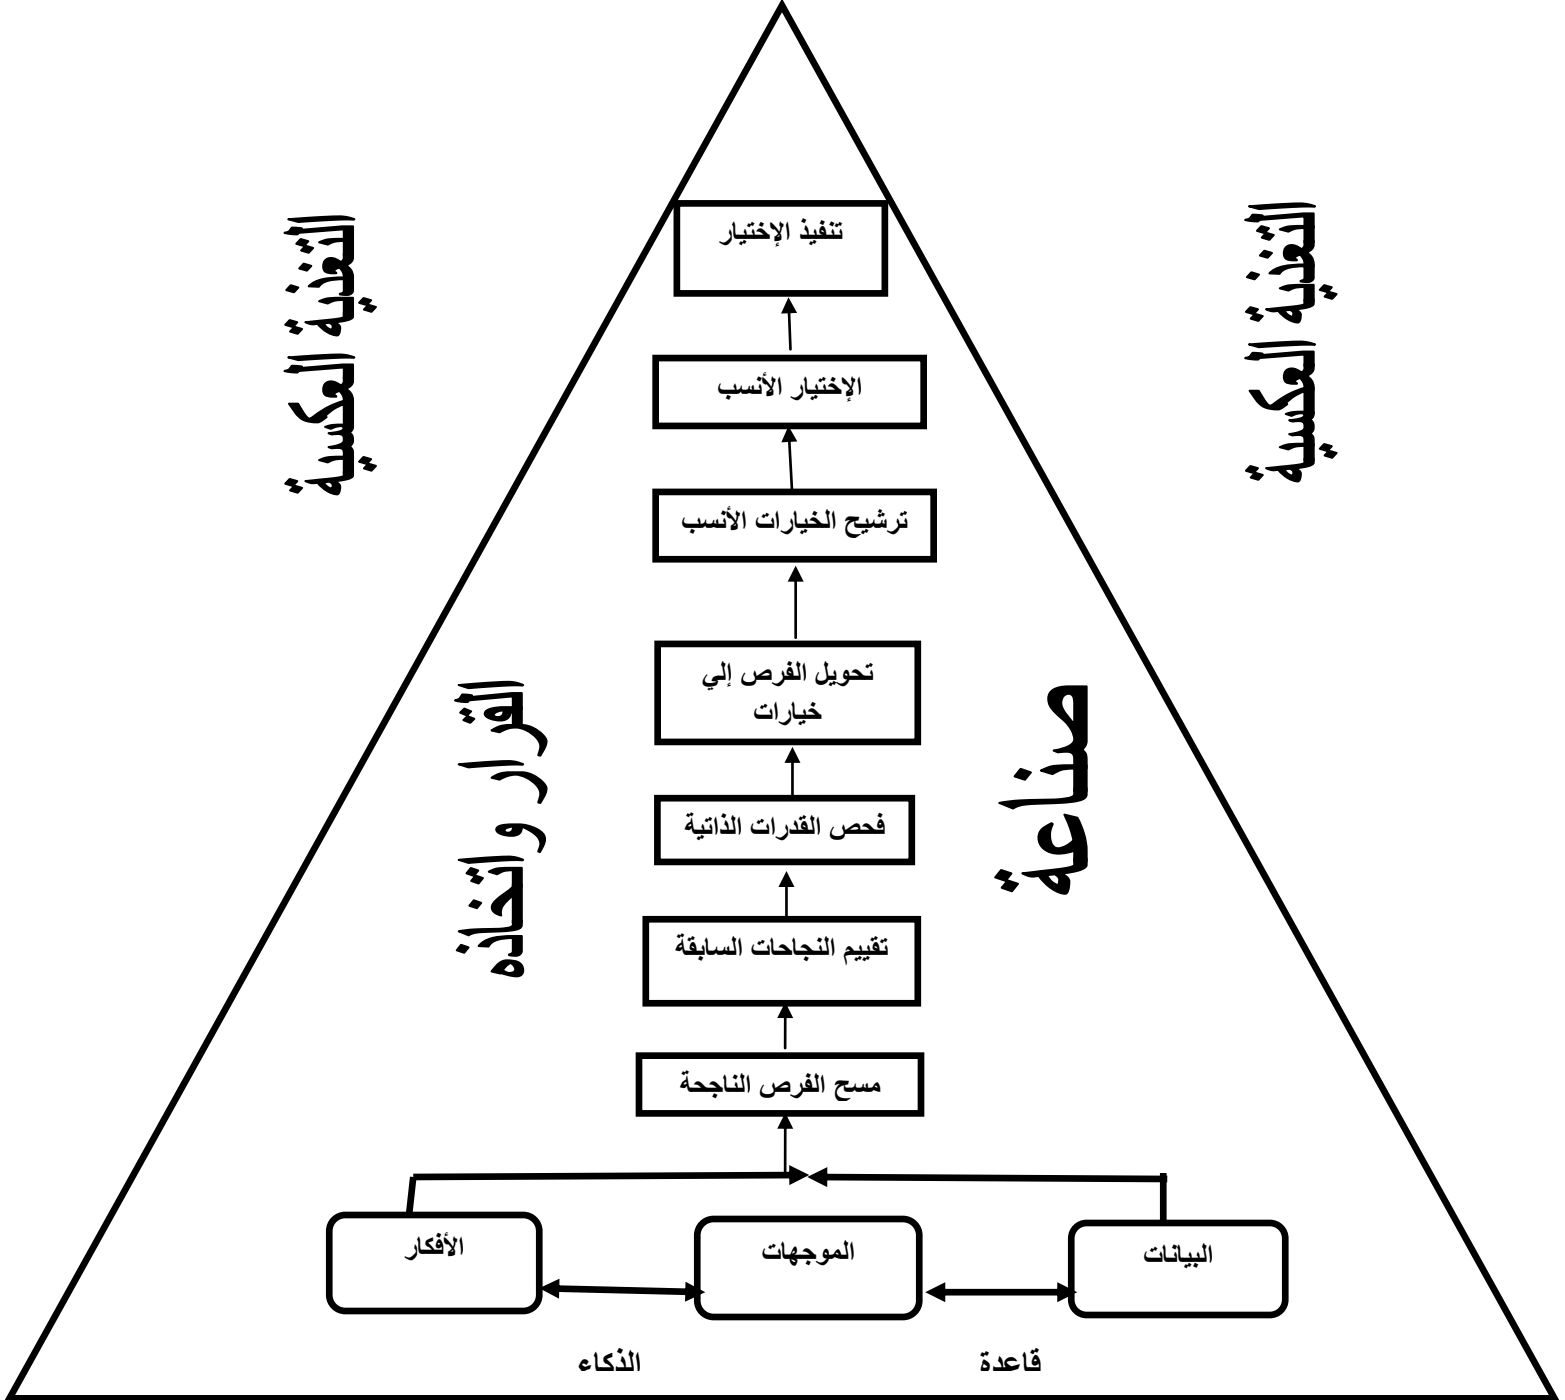 التغذية العكسية
التغذية العكسية
تنفيذ الإختيار
الإختيار الأنسب
ترشيح الخيارات الأنسب
تحويل الفرص إلي
خيارات
صناعة
القرار واتخاذه
فحص القدرات الذاتية
تقييم النجاحات السابقة
مسح الفرص الناجحة
البيانات
الموجهات
الأفكار
قاعدة
الذكاء